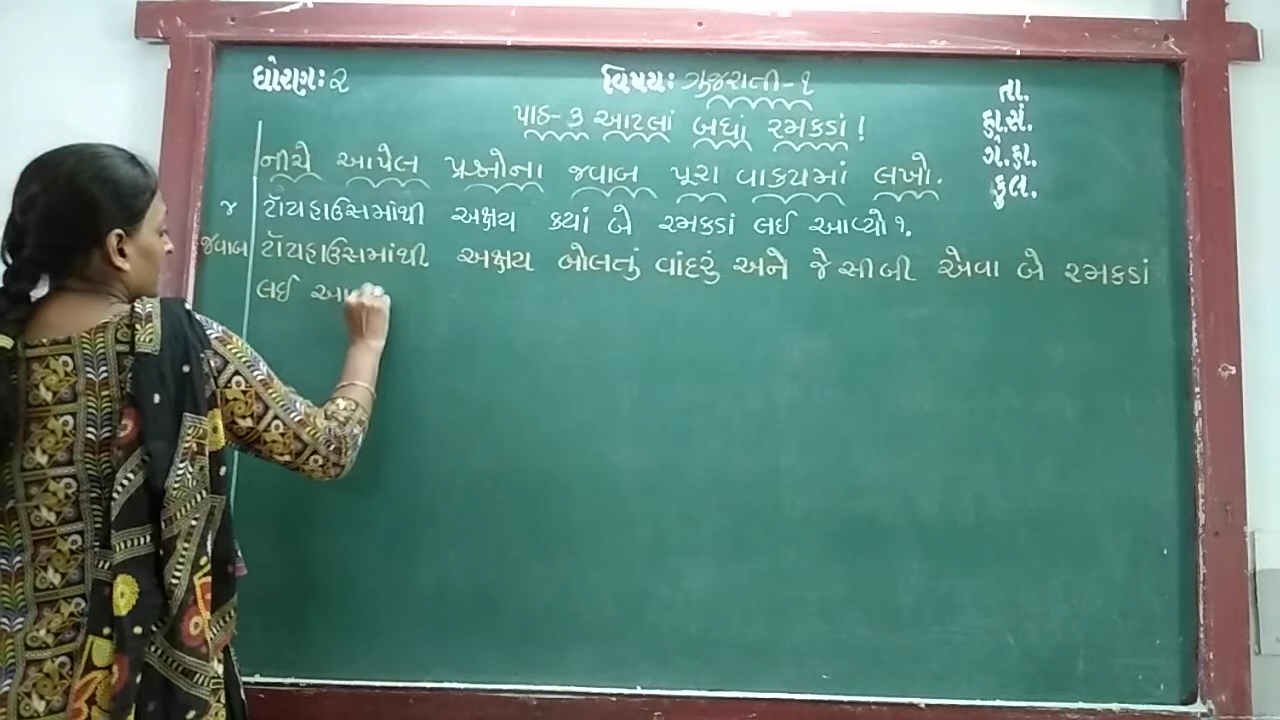 ધોરણઃ ૨
વિષયઃ ગુજરાતી-૧
તા.
હા.સં.
ગે.હા.
કુલ.
પાઠ- ૩ આટલાં બધાં રમકડાં !
નીચે આપેલ પ્રશ્નોના જવાબ પૂરા વાક્યમાં લખો.
૪ ટૉયહાઉસમાંથી અક્ષય ક્યાં બે રમકડાં લઈ આવ્યો ?.
જવાબ ટૉયહાઉસમાંથી અક્ષય બોલતું વાંદરું અને જેસીબી એવા બે રમકડાં
લઈ આ